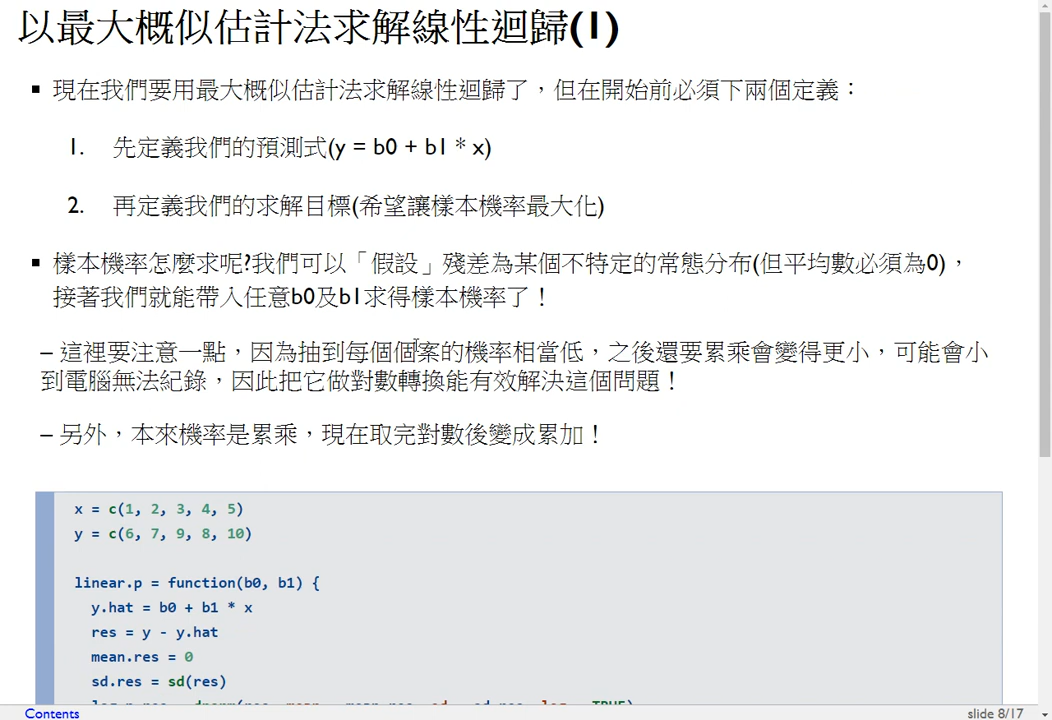 以最大概似估計法求解線性迴歸(1)
▪ 現在我們要用最大概似估計法求解線性迴歸了，但在開始前必須下兩個定義：
1. 先定義我們的預測式(y = b0 + b1 * x)
2. 再定義我們的求解目標(希望讓樣本機率最大化)
▪ 樣本機率怎麼求呢?我們可以「假設」殘差為某個不特定的常態分布(但平均數必須為0)，
接著我們就能帶入任意b0及b1求得樣本機率了！
– 這裡要注意一點，因為抽到每個個案的機率相當低，之後還要累乘會變得更小，可能會小
到電腦無法紀錄，因此把它做對數轉換能有效解決這個問題！
– 另外，本來機率是累乘，現在取完對數後變成累加！
x = c(1, 2, 3, 4, 5)
y = c(6, 7, 9, 8, 10)
linear.p = function(b0, b1) {
y.hat = b0 + b1 * x
res = y - y.hat
mean.res = 0
sd.res = sd(res)
Contents
slide 8/17